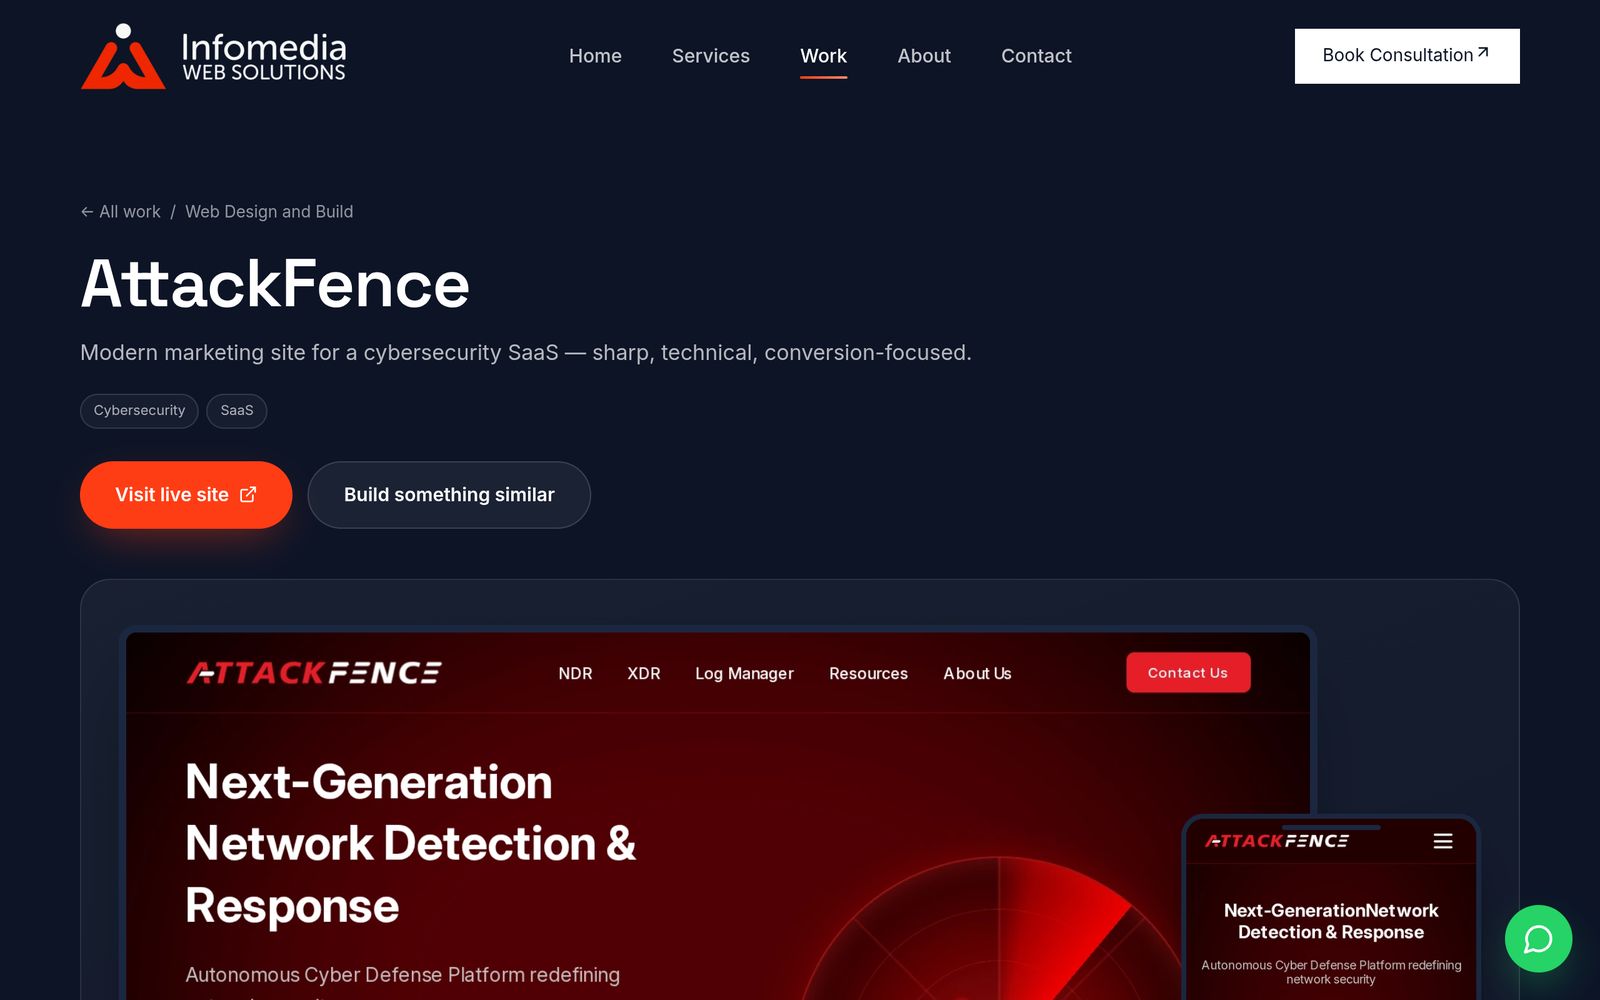 Infomedia
WEB SOLUTIONS
Home
Services
Work
About
Contact
Book Consultation
← All work / Web Design and Build
AttackFence
Modern marketing site for a cybersecurity SaaS — sharp, technical, conversion-focused.
Cybersecurity
SaaS
Visit live site
Build something similar
ATTACKFENCE
NDR
XDR
Log Manager
Resources
About Us
Contact Us
Next-Generation
Network Detection &
Response
Autonomous Cyber Defense Platform redefining
ATTACKFENCE
Next-GenerationNetwork
Detection & Response
Autonomous Cyber Defense Platform redefining
network security